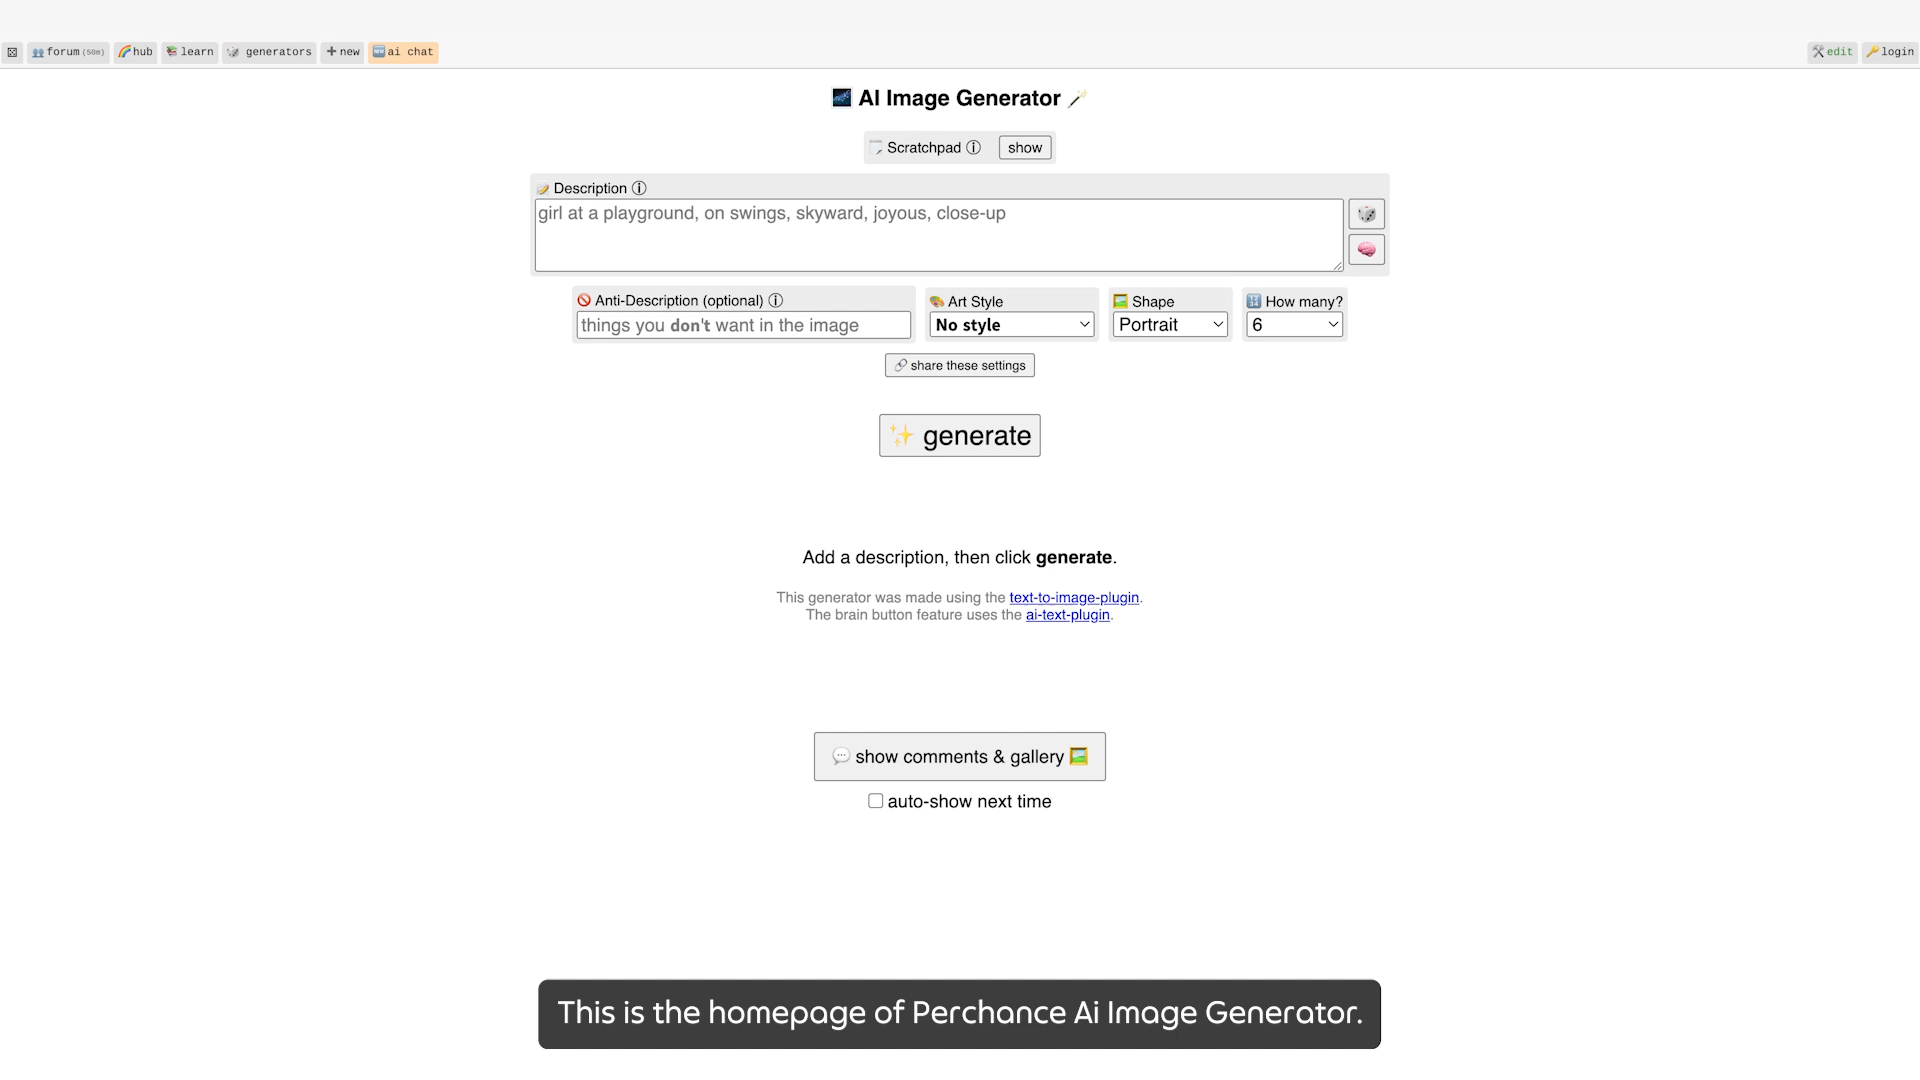 forum (50m) hub learn generators +new ai chat edit login
AI Image Generator
Scratchpad ⓘ show
Description ⓘ
girl at a playground, on swings, skyward, joyous, close-up
Anti-Description (optional) ⓘ Art Style Shape How many?
things you don't want in the image No style Portrait 6
share these settings
generate
Add a description, then click generate.
This generator was made using the text-to-image-plugin.
The brain button feature uses the ai-text-plugin.
show comments & gallery
auto-show next time
This is the homepage of Perchance Ai Image Generator.